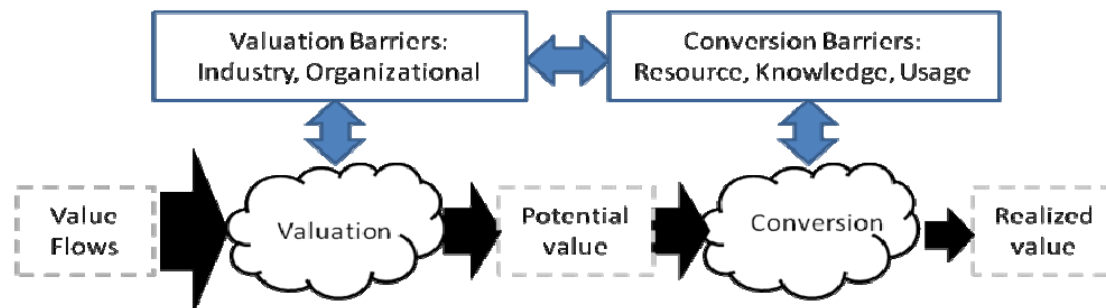 Valuation Barriers:
Industry, Organizational
Conversion Barriers:
Resource, Knowledge, Usage
Value
Flows
Valuation
Potential
value
Conversion
Realized
value